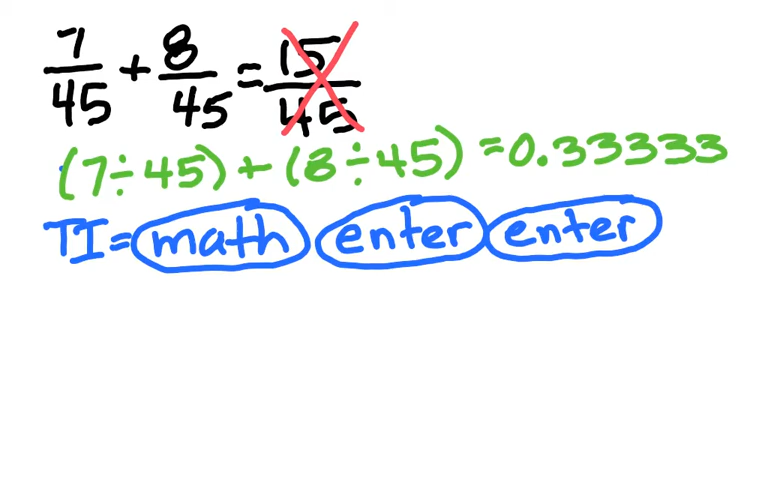 7/45 + 8/45 = 15/45
(7÷45) + (8÷45) = 0.33333
TI = math enter enter